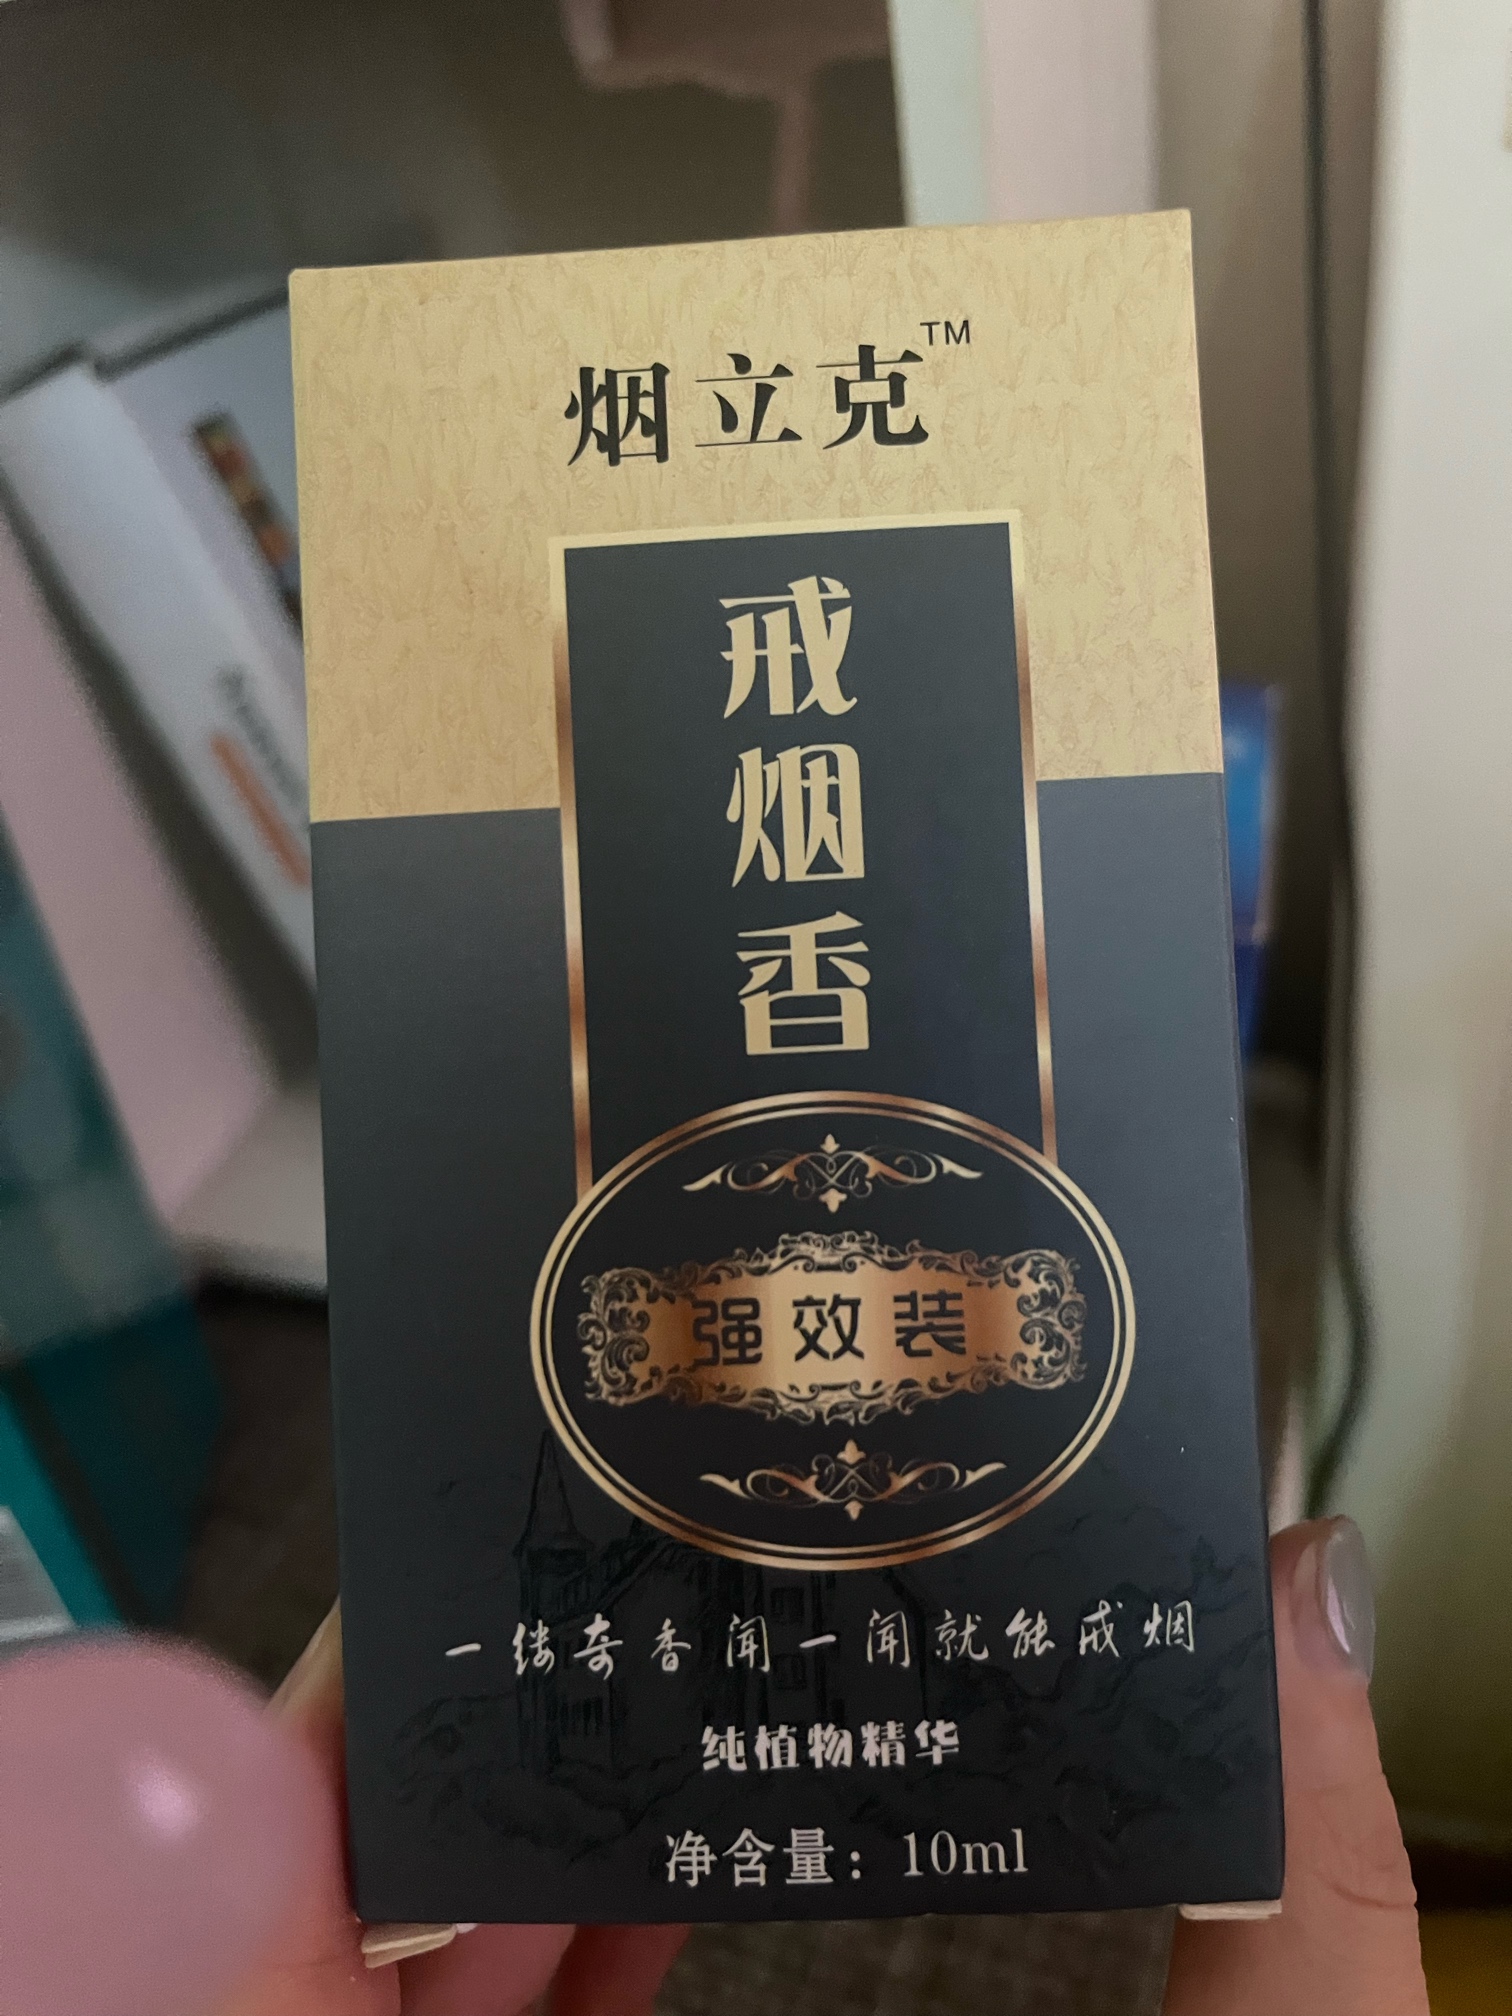 烟立克™
戒烟香
强效装
一缕奇香闻一闻就能戒烟
纯植物精华
净含量：10ml